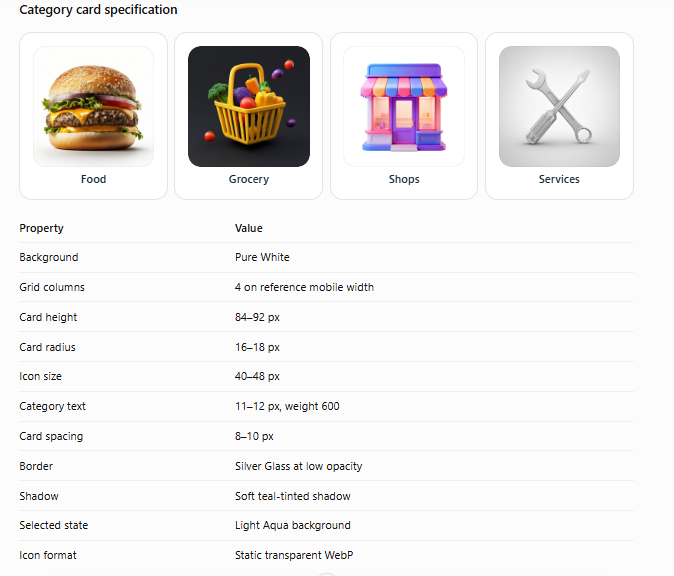 Category card specification
Food Grocery Shops Services
Property Value
Background Pure White
Grid columns 4 on reference mobile width
Card height 84–92 px
Card radius 16–18 px
Icon size 40–48 px
Category text 11–12 px, weight 600
Card spacing 8–10 px
Border Silver Glass at low opacity
Shadow Soft teal-tinted shadow
Selected state Light Aqua background
Icon format Static transparent WebP